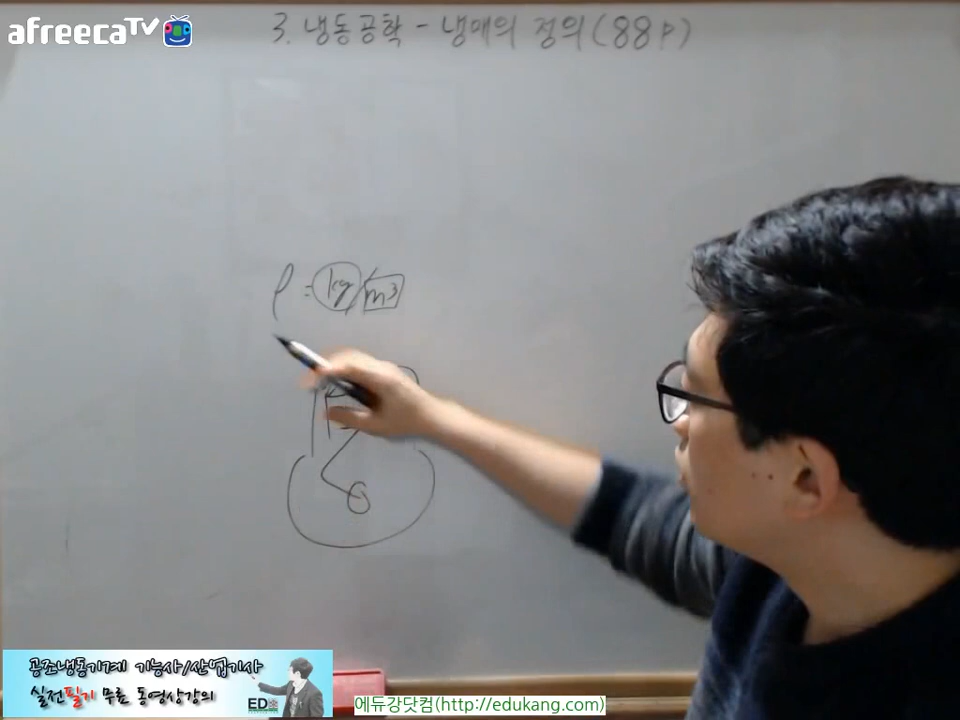 afreecaTV
3. 냉동공학 - 냉매의 정의(88P)
ρ = kg/m³
공조냉동기계 기능사/산업기사
실전필기 무료 동영상강의
ED
에듀강닷컴(http://edukang.com)